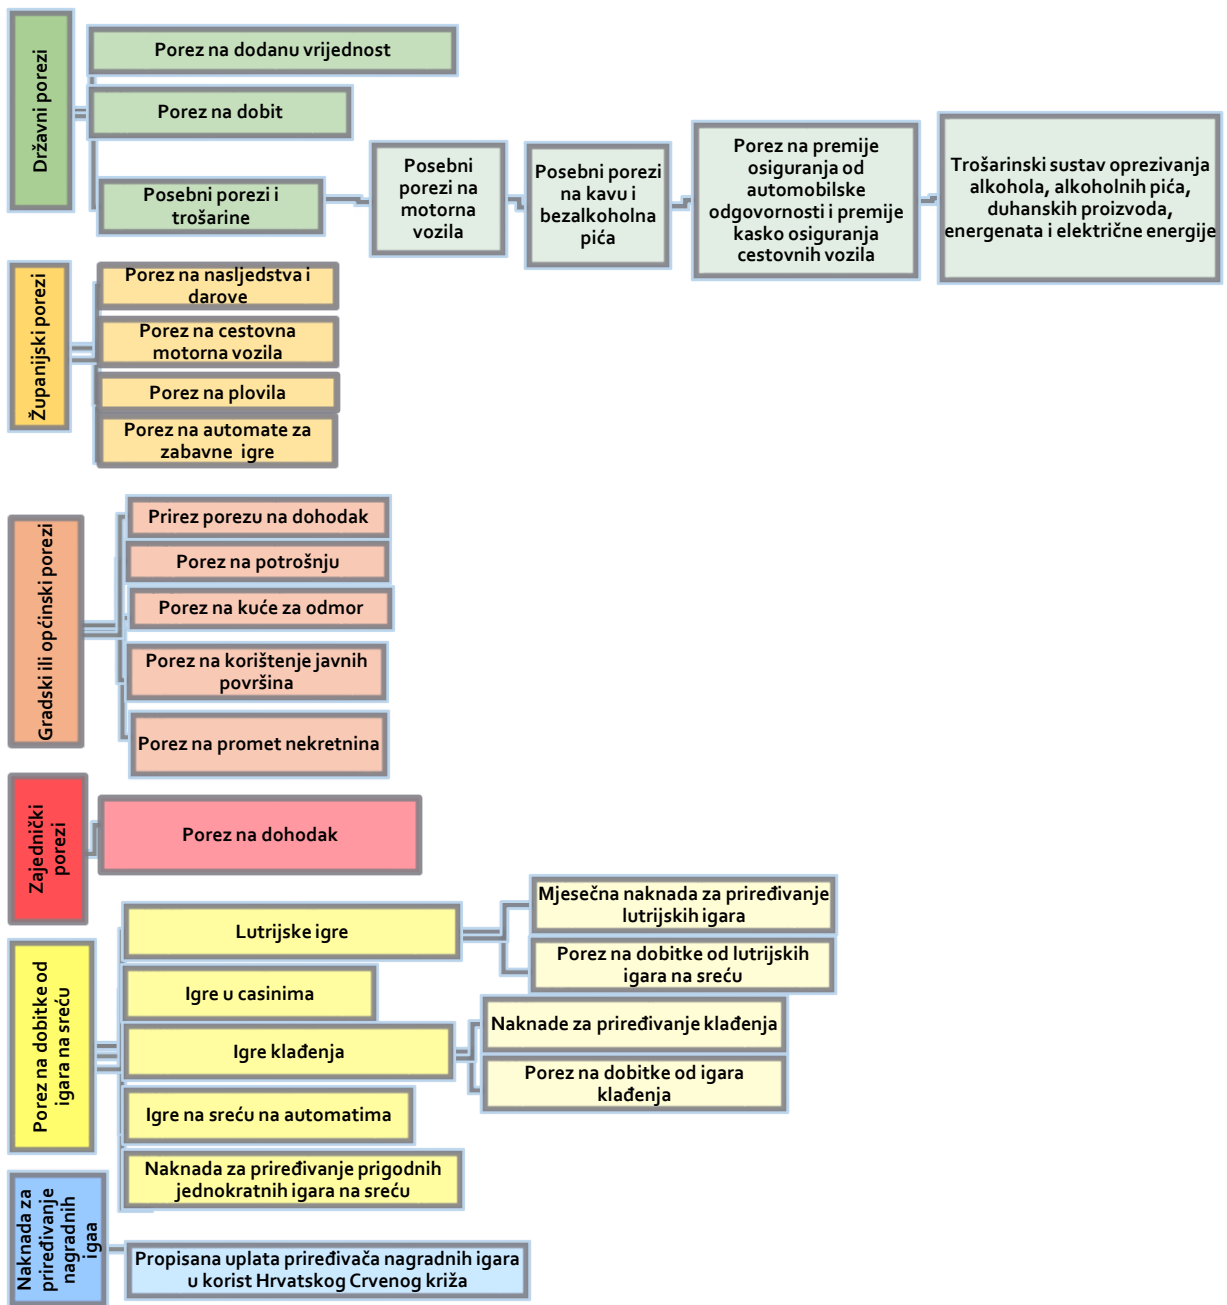 Državni porezi
Porez na dodanu vrijednost
Porez na dobit
Posebni porezi i
trošarine
Posebni
porezi na
motorna
vozila
Posebni porezi
na kavu i
bezalkoholna
pića
Porez na premije
osiguranja od
automobilske
odgovornosti i premije
kasko osiguranja
cestovnih vozila
Trošarinski sustav oprezivanja
alkohola, alkoholnih pića,
duhanskih proizvoda,
energenata i električne energije
Županijski porezi
Porez na nasljedstva i
darove
Porez na cestovna
motorna vozila
Porez na plovila
Porez na automate za
zabavne igre
Gradski ili općinski porezi
Prirez porezu na dohodak
Porez na potrošnju
Porez na kuće za odmor
Porez na korištenje javnih
površina
Porez na promet nekretnina
Zajednički
porezi
Porez na dohodak
Porez na dobitke od
igara na sreću
Lutrijske igre
Mjesečna naknada za priređivanje
lutrijskih igara
Porez na dobitke od lutrijskih
igara na sreću
Igre u casinima
Igre klađenja
Naknade za priređivanje klađenja
Porez na dobitke od igara
klađenja
Igre na sreću na automatima
Naknada za priređivanje prigodnih
jednokratnih igara na sreću
Naknada za
priređivanje
nagradnih
igaa
Propisana uplata priređivača nagradnih igara
u korist Hrvatskog Crvenog križa